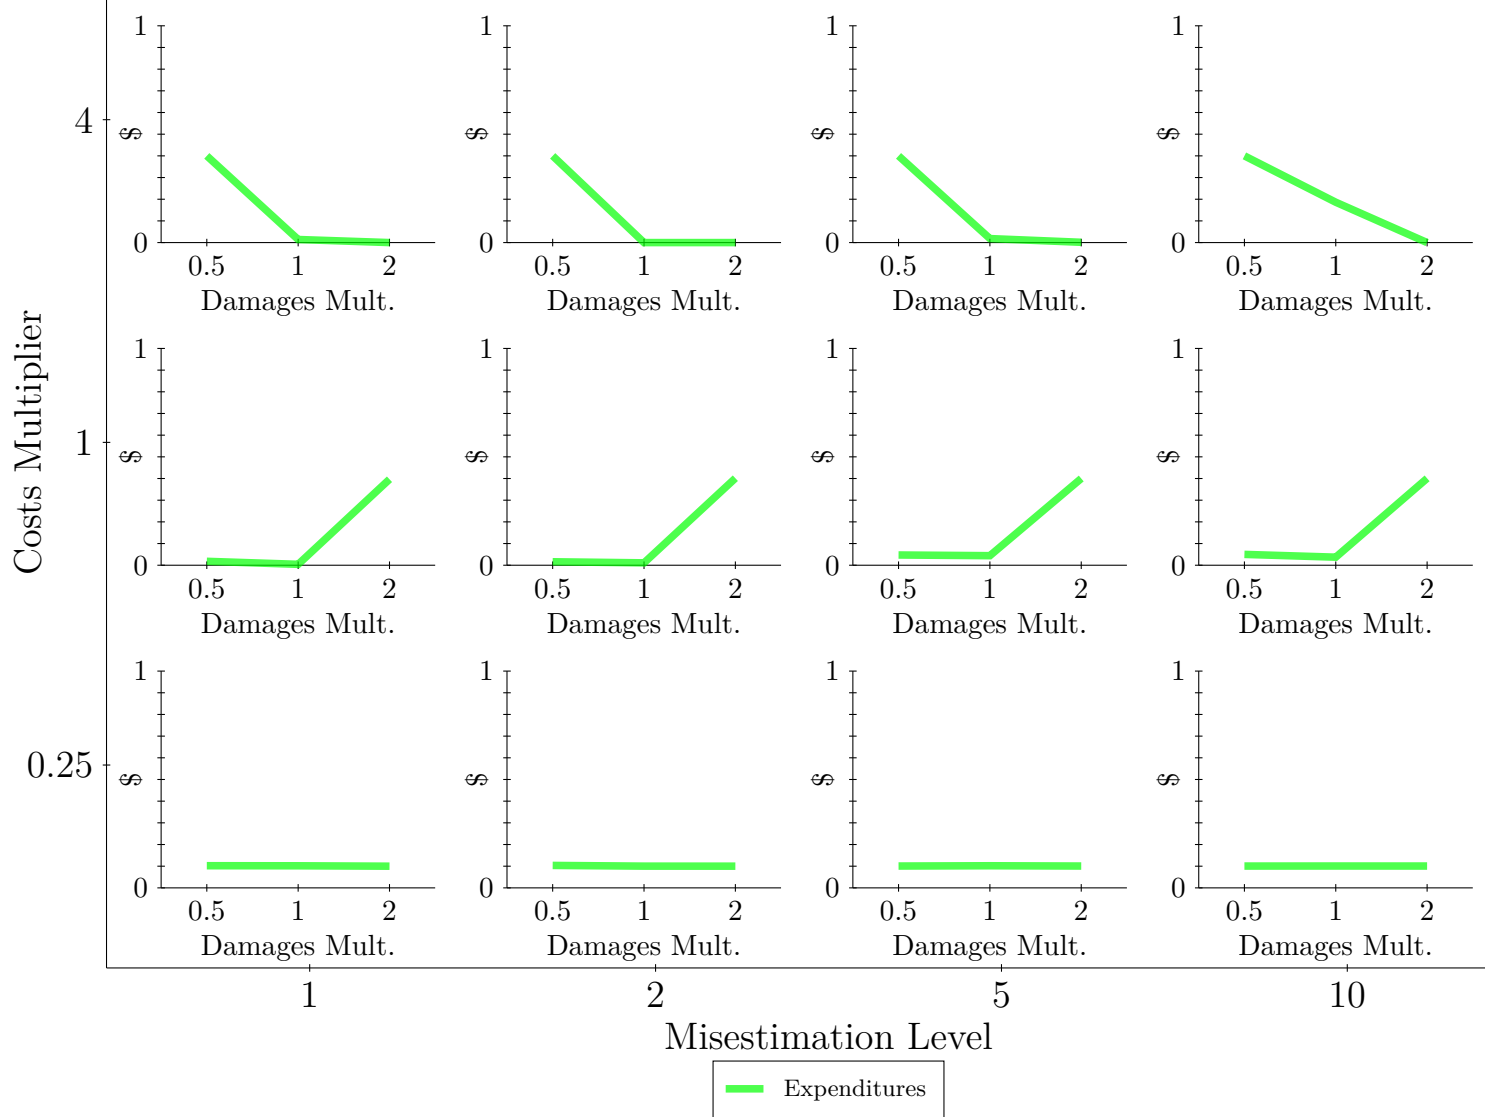 1 1 1 1
4 $ $ $ $
0 0 0 0
0.5 1 2 0.5 1 2 0.5 1 2 0.5 1 2
Damages Mult. Damages Mult. Damages Mult. Damages Mult.
Costs Multiplier
1 1 1 1
1 $ $ $ $
0 0 0 0
0.5 1 2 0.5 1 2 0.5 1 2 0.5 1 2
Damages Mult. Damages Mult. Damages Mult. Damages Mult.
1 1 1 1
0.25 $ $ $ $
0 0 0 0
0.5 1 2 0.5 1 2 0.5 1 2 0.5 1 2
Damages Mult. Damages Mult. Damages Mult. Damages Mult.
1 2 5 10
Misestimation Level
Expenditures